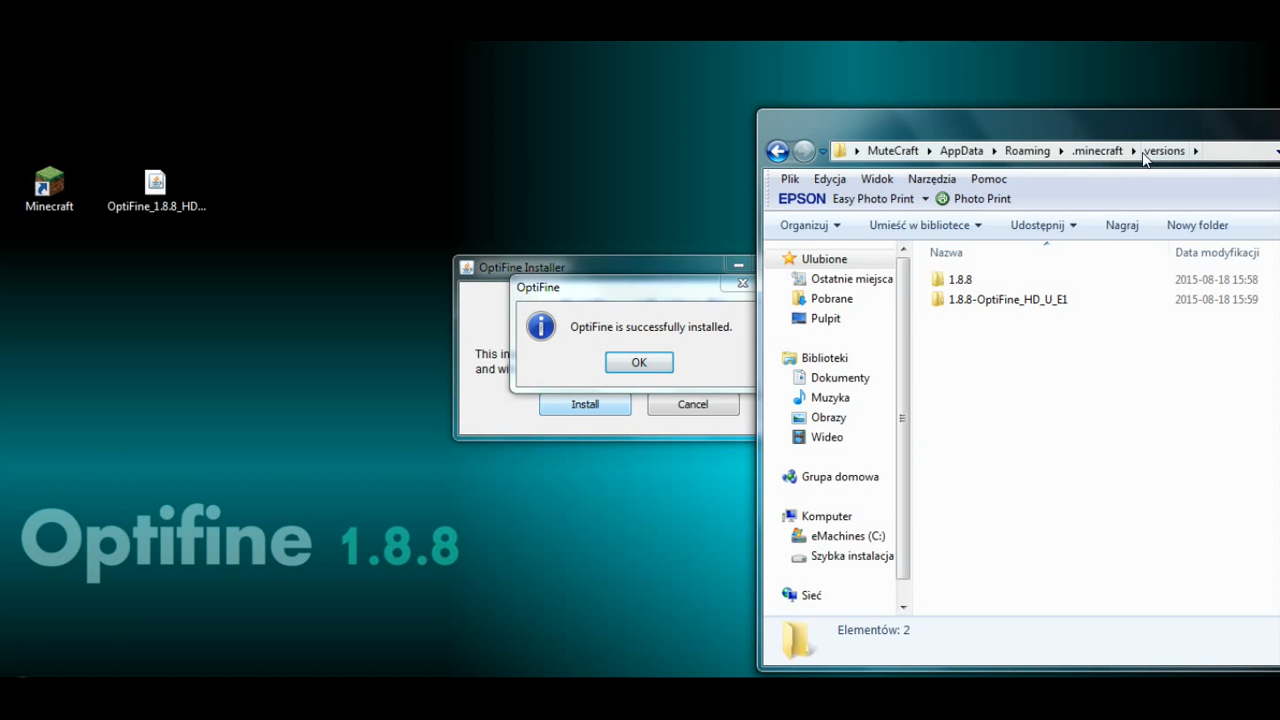 Minecraft
OptiFine_1.8.8_HD...
Optifine 1.8.8
OptiFine Installer
This in
and wi
Install
Cancel
OptiFine
OptiFine is successfully installed.
OK
MuteCraft
AppData
Roaming
.minecraft
versions
Plik
Edycja
Widok
Narzędzia
Pomoc
EPSON Easy Photo Print
Photo Print
Organizuj
Umieść w bibliotece
Udostępnij
Nagraj
Nowy folder
Ulubione
Ostatnie miejsca
Pobrane
Pulpit
Biblioteki
Dokumenty
Muzyka
Obrazy
Wideo
Grupa domowa
Komputer
eMachines (C:)
Szybka instalacja
Sieć
Nazwa
Data modyfikacji
1.8.8
2015-08-18 15:58
1.8.8-OptiFine_HD_U_E1
2015-08-18 15:59
Elementów: 2